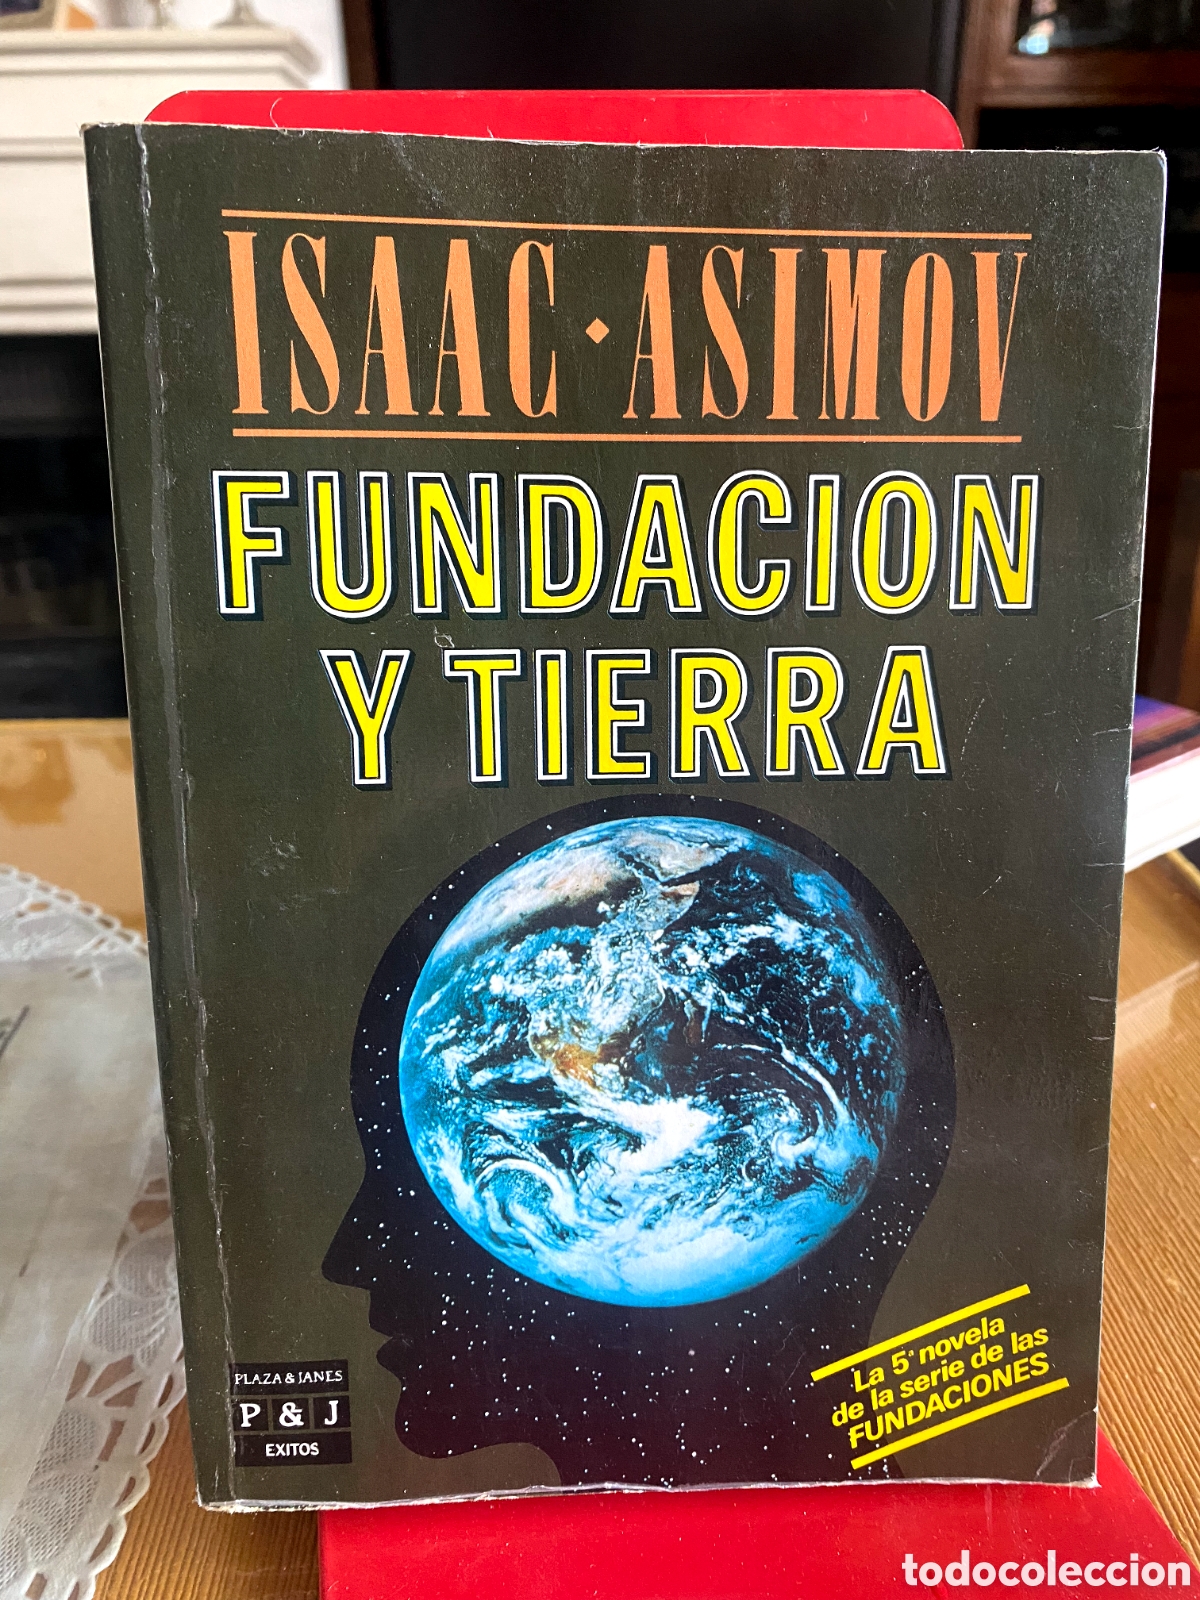 ISAAC · ASIMOV
FUNDACION
Y TIERRA
La 5ª novela
de la serie de las
FUNDACIONES
PLAZA & JANES
P & J
EXITOS
todocoleccion